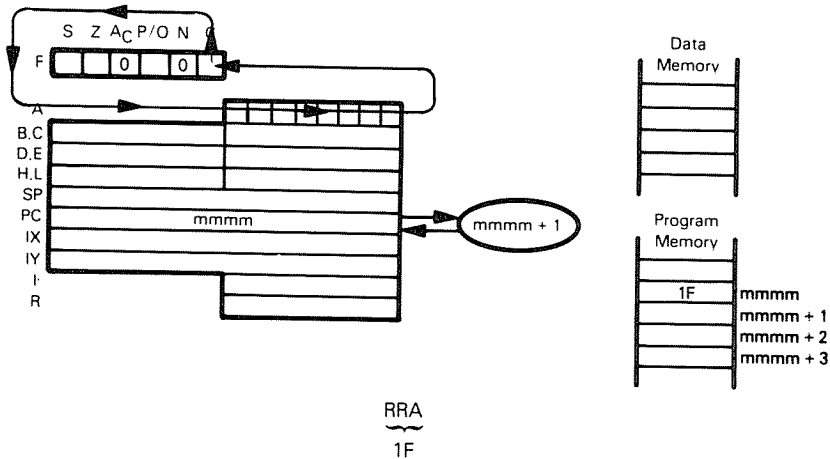 S Z AC P/O N C
F 0 0
A
B,C
D,E
H,L
SP
PC mmmm mmmm + 1
IX
IY
I
R
Data
Memory
Program
Memory
1F mmmm
mmmm + 1
mmmm + 2
mmmm + 3
RRA
1F